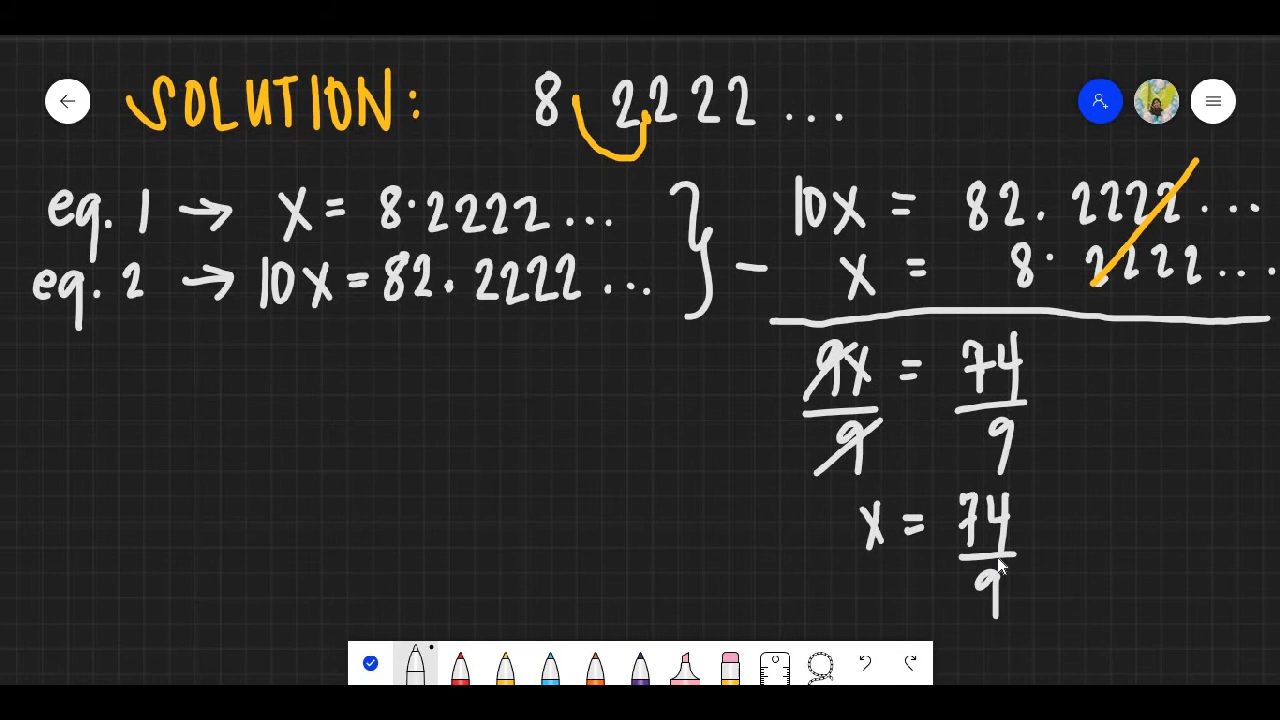 SOLUTION: 8 2222...
eq. 1 → x = 8.2222...
eq. 2 → 10x = 82.2222...
10x = 82.2222...
- x = 8.2222...
9x/9 = 74/9
x = 74/9